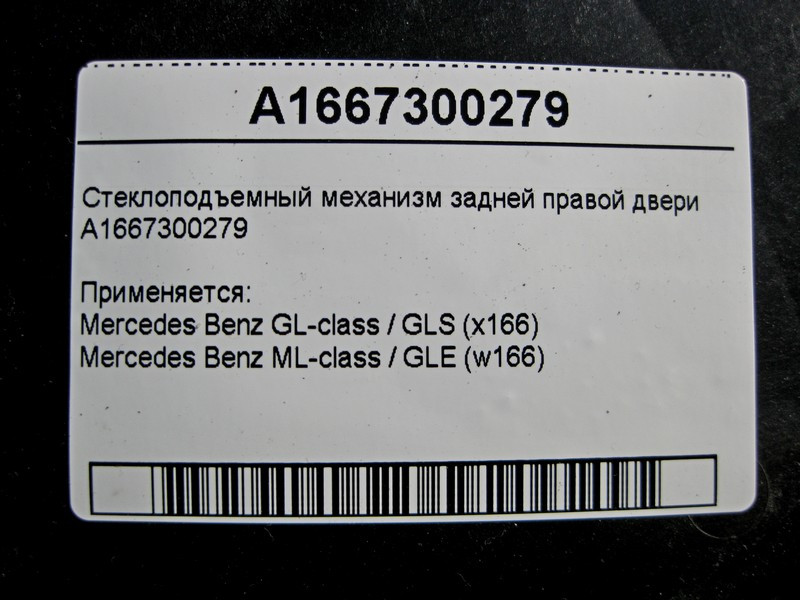 A1667300279
Стеклоподъемный механизм задней правой двери
A1667300279
Применяется:
Mercedes Benz GL-class / GLS (x166)
Mercedes Benz ML-class / GLE (w166)